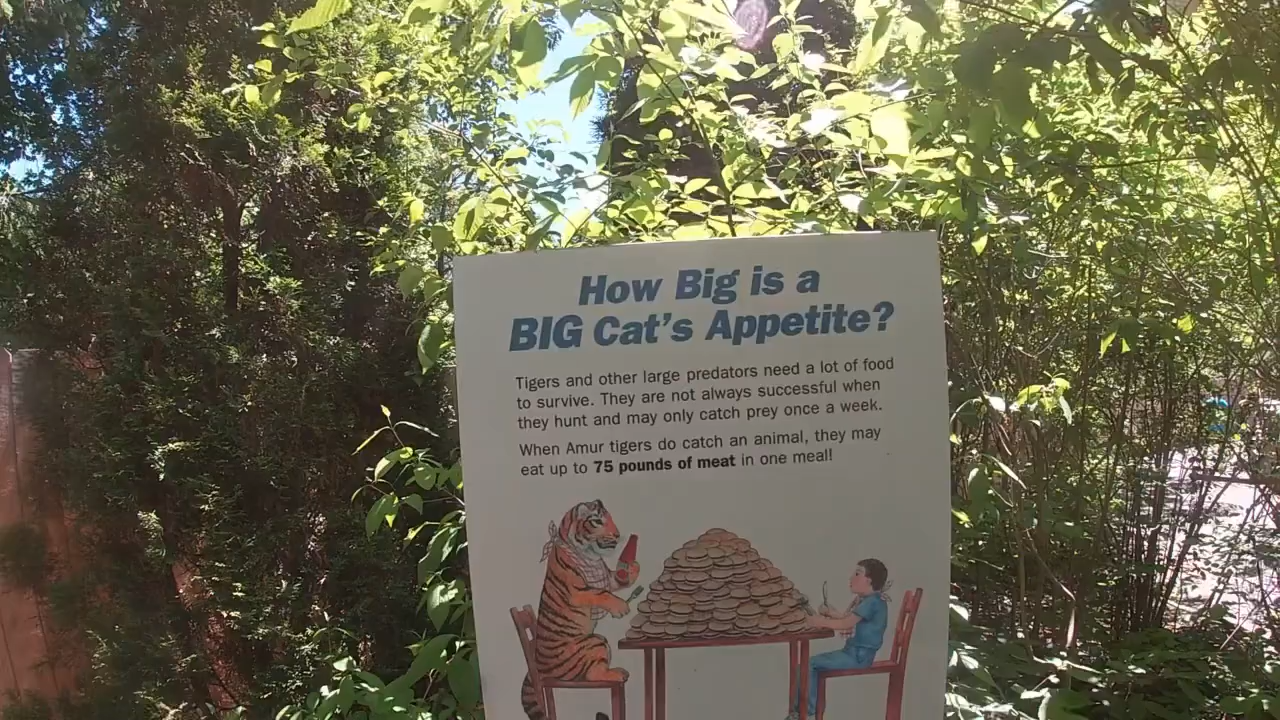 How Big is a
BIG Cat's Appetite?
Tigers and other large predators need a lot of food
to survive. They are not always successful when
they hunt and may only catch prey once a week.
When Amur tigers do catch an animal, they may
eat up to 75 pounds of meat in one meal!